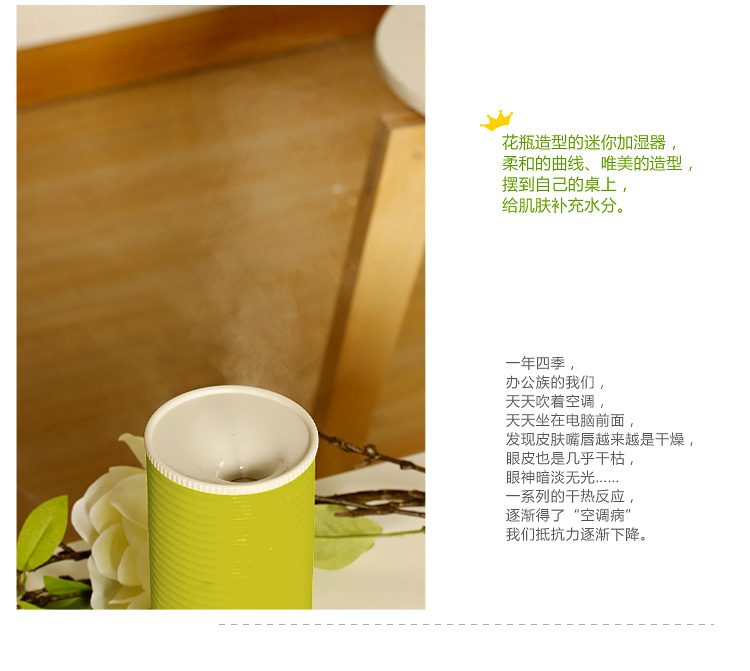 花瓶造型的迷你加湿器，
柔和的曲线、唯美的造型，
摆到自己的桌上，
给肌肤补充水分。
一年四季，
办公族的我们，
天天吹着空调，
天天坐在电脑前面，
发现皮肤嘴唇越来越是干燥，
眼皮也是几乎干枯，
眼神暗淡无光......
一系列的干热反应，
逐渐得了“空调病”
我们抵抗力逐渐下降。